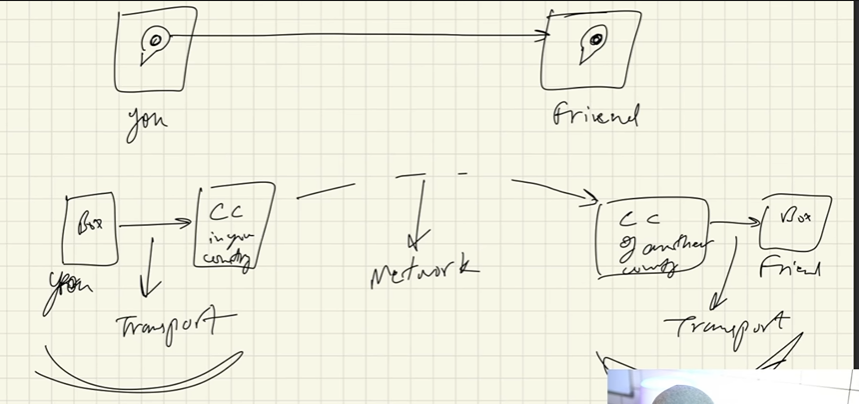 you
Friend
Box
CC
in your
country
CC
of another
country
Box
you
Friend
Network
Transport
Transport